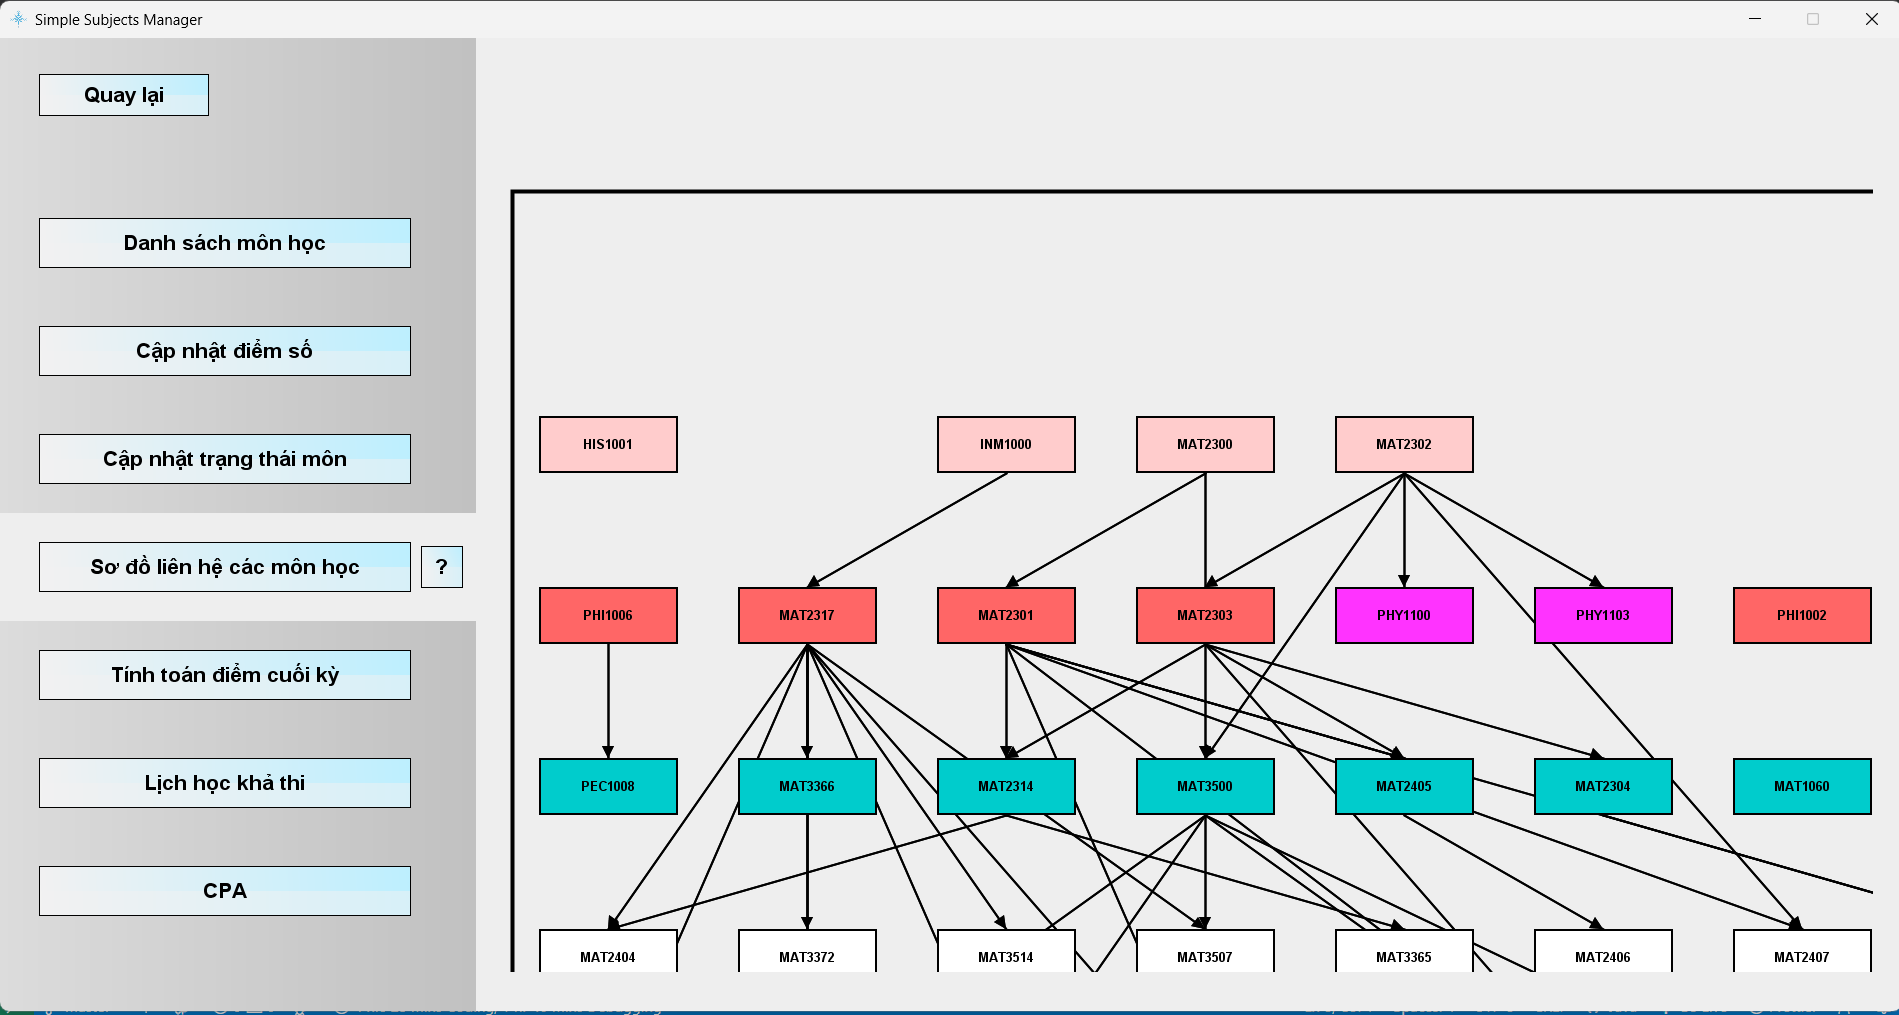 Simple Subjects Manager
Quay lại
Danh sách môn học
Cập nhật điểm số
Cập nhật trạng thái môn
Sơ đồ liên hệ các môn học
?
Tính toán điểm cuối kỳ
Lịch học khả thi
CPA
HIS1001
INM1000
MAT2300
MAT2302
PHI1006
MAT2317
MAT2301
MAT2303
PHY1100
PHY1103
PHI1002
PEC1008
MAT3366
MAT2314
MAT3500
MAT2405
MAT2304
MAT1060
MAT2404
MAT3372
MAT3514
MAT3507
MAT3365
MAT2406
MAT2407